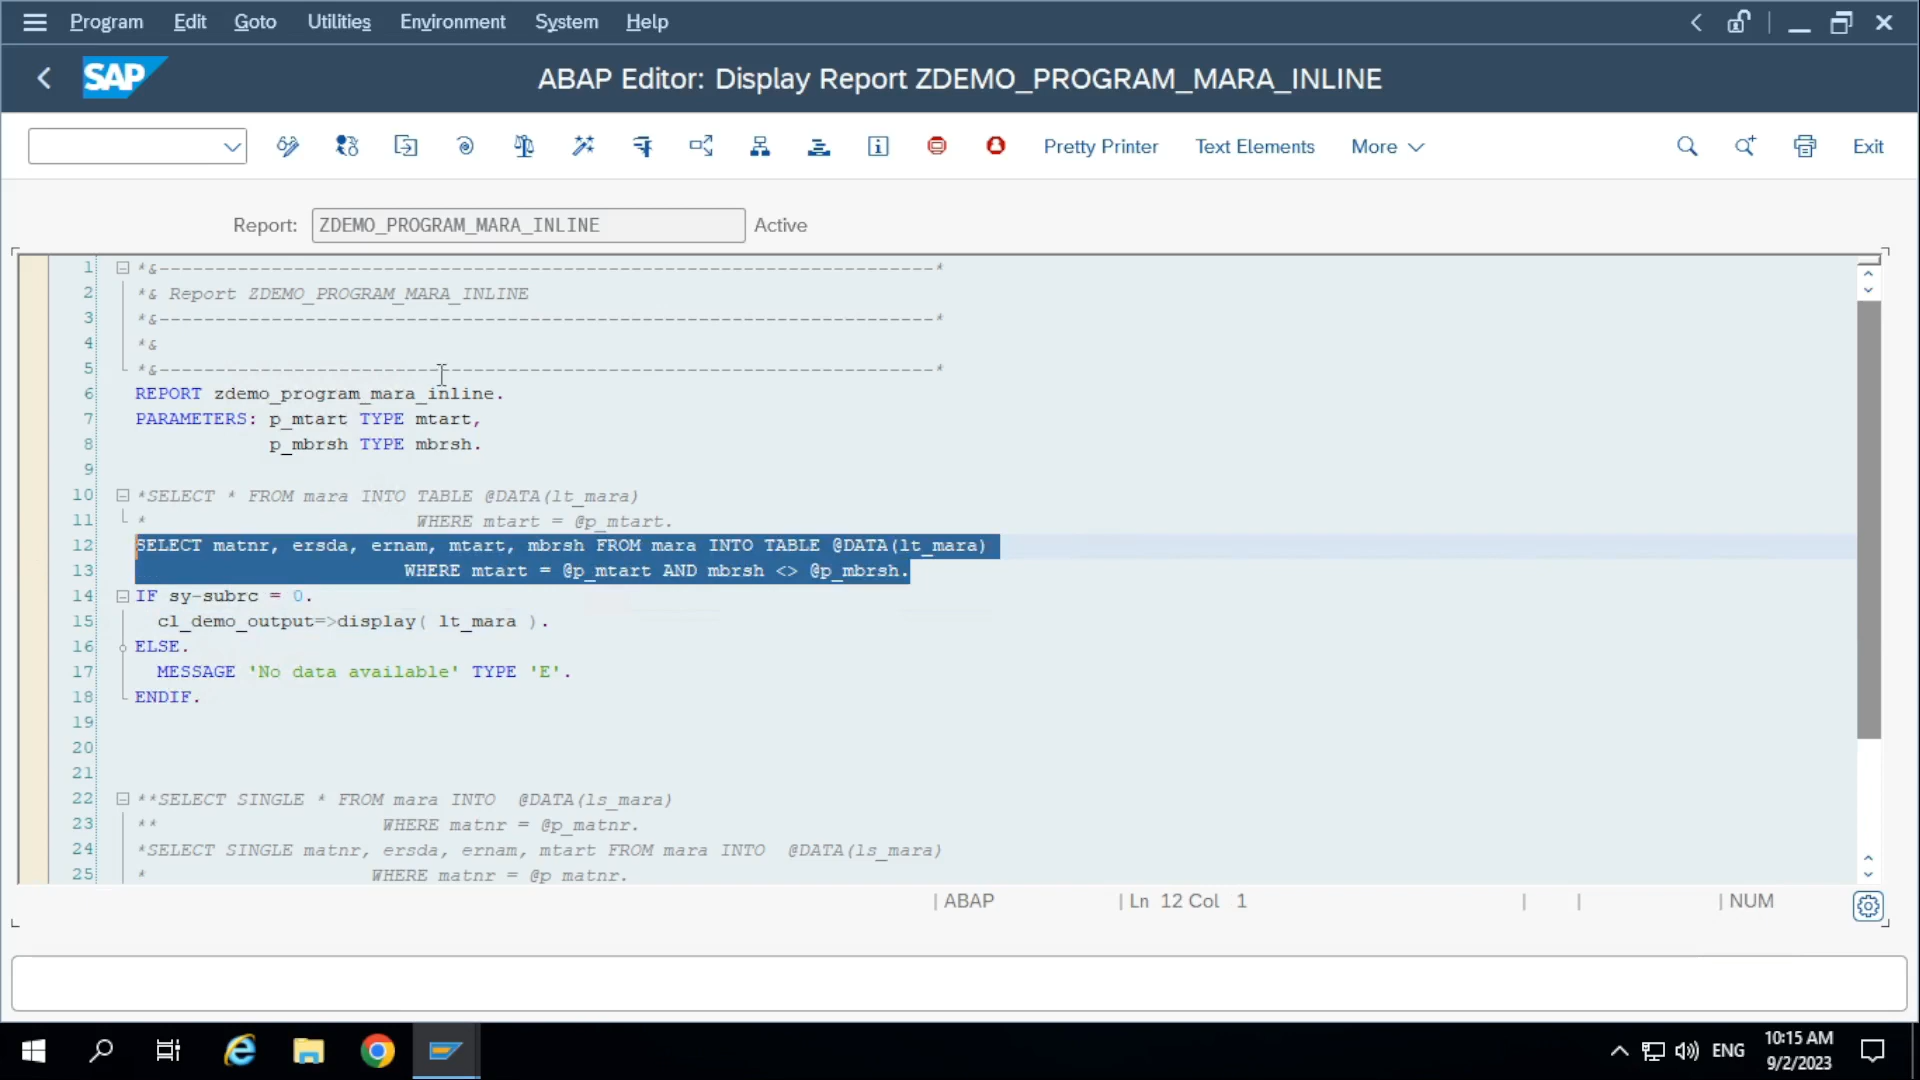 Program Edit Goto Utilities Environment System Help
SAP ABAP Editor: Display Report ZDEMO_PROGRAM_MARA_INLINE
Pretty Printer Text Elements More Exit
Report: ZDEMO_PROGRAM_MARA_INLINE Active
1 *&---------------------------------------------------------------------*
2 *& Report ZDEMO_PROGRAM_MARA_INLINE
3 *&---------------------------------------------------------------------*
4 *&
5 *&---------------------------------------------------------------------*
6 REPORT zdemo_program_mara_inline.
7 PARAMETERS: p_mtart TYPE mtart,
8 p_mbrsh TYPE mbrsh.
9
10 *SELECT * FROM mara INTO TABLE @DATA(lt_mara)
11 * WHERE mtart = @p_mtart.
12 SELECT matnr, ersda, ernam, mtart, mbrsh FROM mara INTO TABLE @DATA(lt_mara)
13 WHERE mtart = @p_mtart AND mbrsh <> @p_mbrsh.
14 IF sy-subrc = 0.
15 cl_demo_output=>display( lt_mara ).
16 ELSE.
17 MESSAGE 'No data available' TYPE 'E'.
18 ENDIF.
19
20
21
22 **SELECT SINGLE * FROM mara INTO @DATA(ls_mara)
23 ** WHERE matnr = @p_matnr.
24 *SELECT SINGLE matnr, ersda, ernam, mtart FROM mara INTO @DATA(ls_mara)
25 * WHERE matnr = @p_matnr.
| ABAP | Ln 12 Col 1 | | | NUM
ENG 10:15 AM
9/2/2023